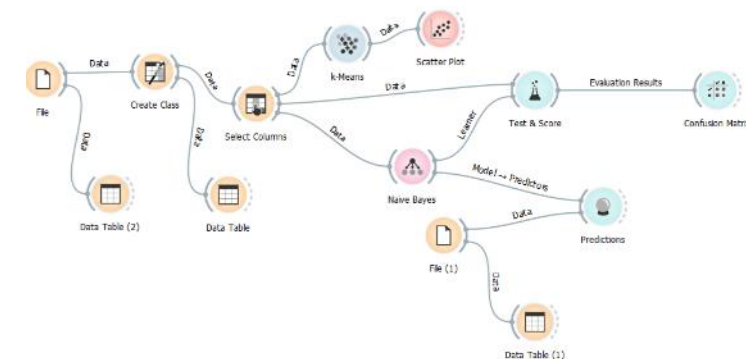 Data
File
Data
Data Table (2)
Create Class
Data
Data
Data Table
Select Columns
Data
k-Means
Data
Scatter Plot
Data
Data
Naive Bayes
Learner
Test & Score
Evaluation Results
Confusion Matri
Model → Predictors
Data
Predictions
File (1)
Data
Data Table (1)